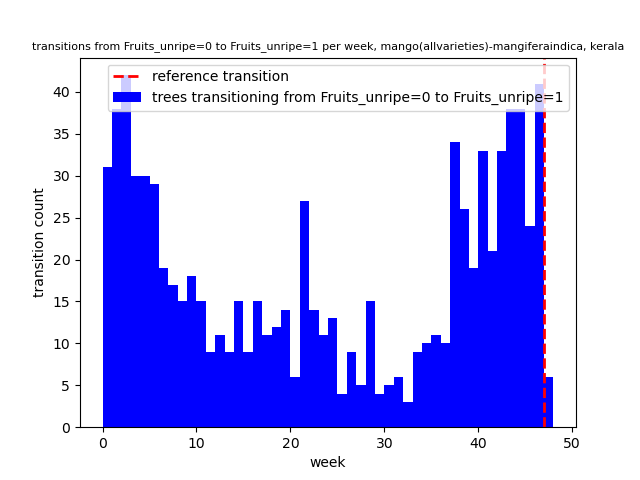 transitions from Fruits_unripe=0 to Fruits_unripe=1 per week, mango(allvarieties)-mangiferaindica, kerala
reference transition
trees transitioning from Fruits_unripe=0 to Fruits_unripe=1
transition count
40
35
30
25
20
15
10
5
0
0 10 20 30 40 50
week